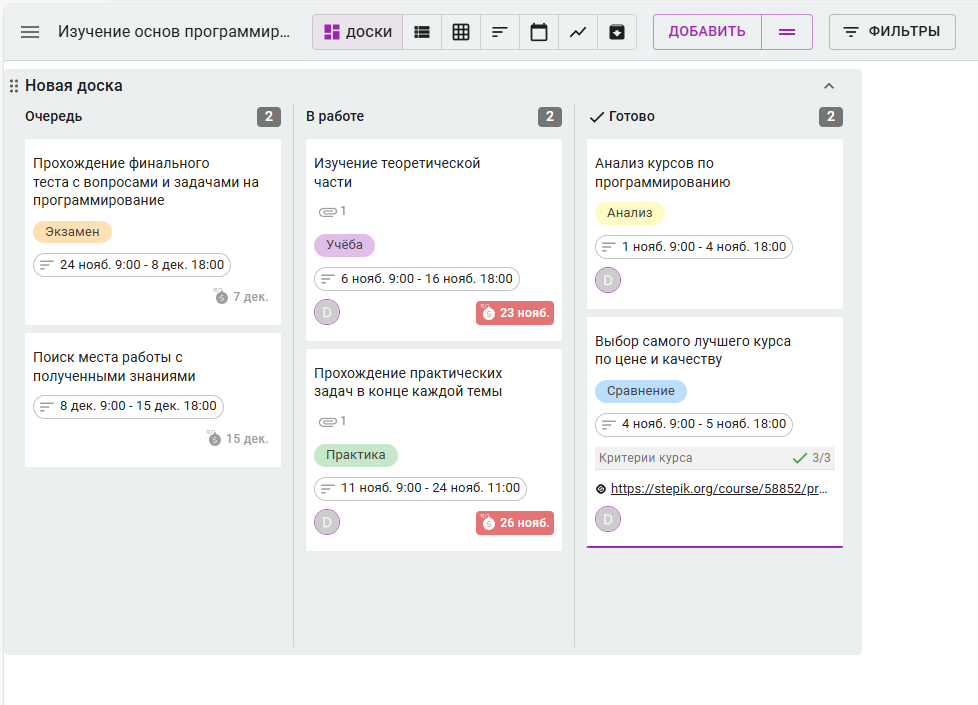 Изучение основ программир...
ДОСКИ
ДОБАВИТЬ
ФИЛЬТРЫ
Новая доска
Очередь
2
Прохождение финального
теста с вопросами и задачами на
программирование
Экзамен
24 нояб. 9:00 - 8 дек. 18:00
7 дек.
Поиск места работы с
полученными знаниями
8 дек. 9:00 - 15 дек. 18:00
15 дек.
В работе
2
Изучение теоретической
части
1
Учёба
6 нояб. 9:00 - 16 нояб. 18:00
D
23 нояб.
Прохождение практических
задач в конце каждой темы
1
Практика
11 нояб. 9:00 - 24 нояб. 11:00
D
26 нояб.
Готово
2
Анализ курсов по
программированию
Анализ
1 нояб. 9:00 - 4 нояб. 18:00
D
Выбор самого лучшего курса
по цене и качеству
Сравнение
4 нояб. 9:00 - 5 нояб. 18:00
Критерии курса
3/3
https://stepik.org/course/58852/pr...
D